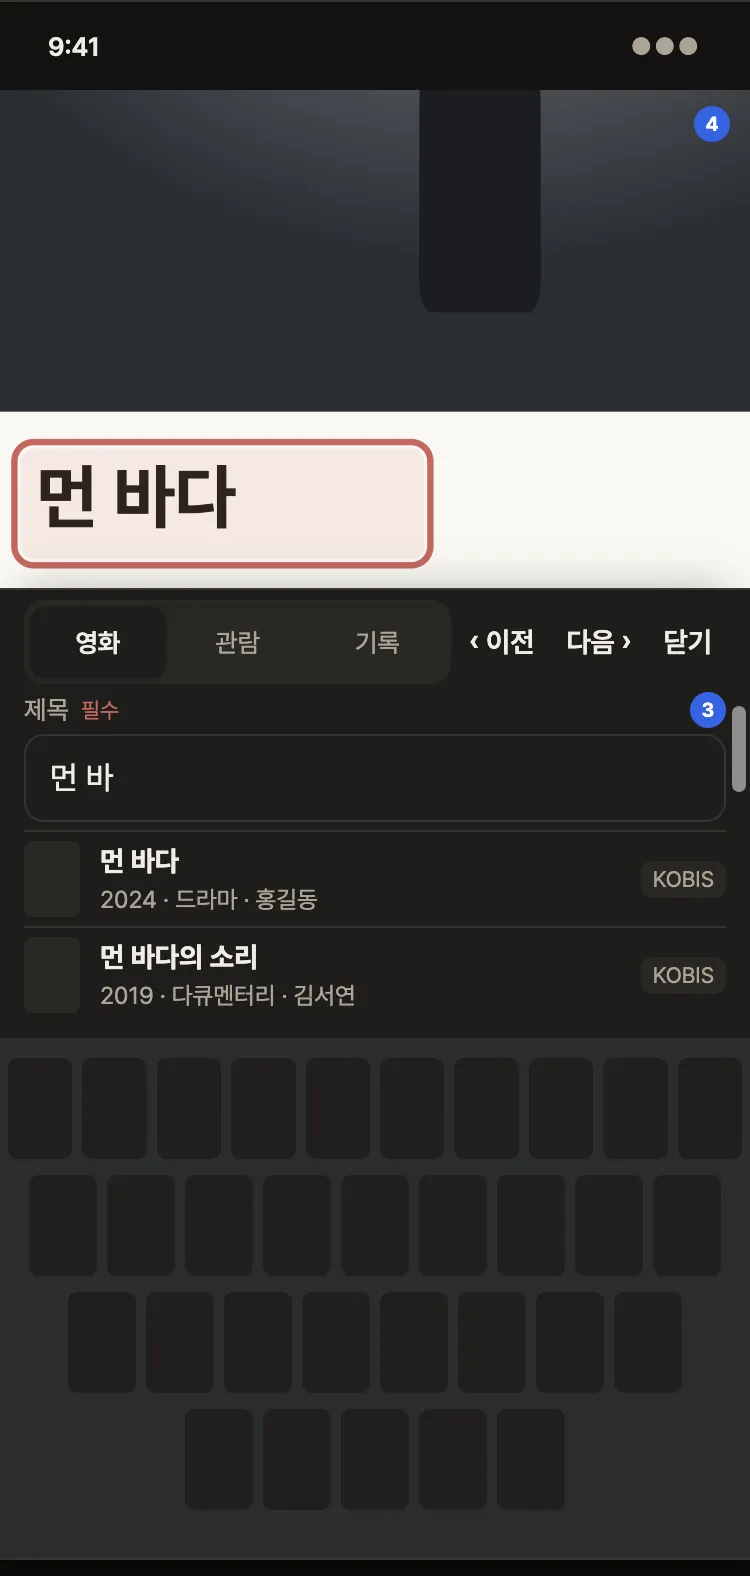 9:41
4
먼 바다
영화 관람 기록 ‹ 이전 다음 › 닫기
제목 필수 3
먼 바
먼 바다
2024 · 드라마 · 홍길동 KOBIS
먼 바다의 소리
2019 · 다큐멘터리 · 김서연 KOBIS